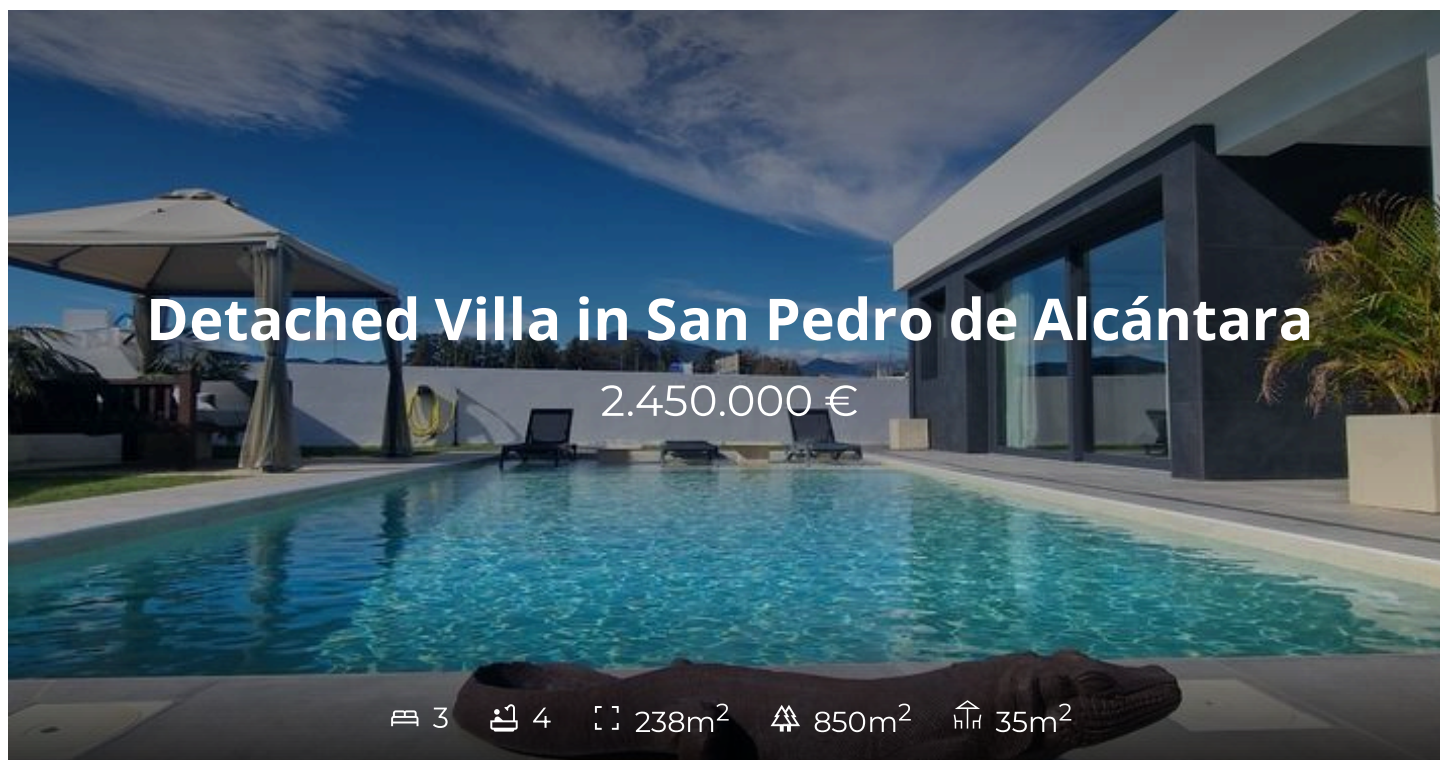 Detached Villa in San Pedro de Alcántara
2.450.000 €
3 4 238m² 850m² 35m²